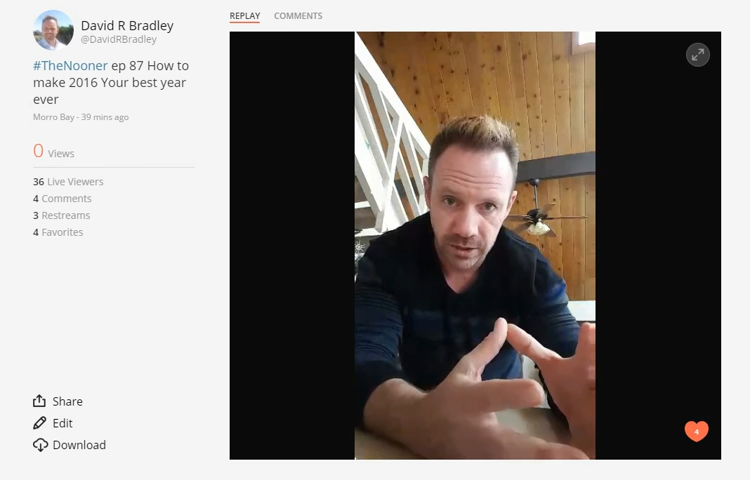 David R Bradley
@DavidRBradley
#TheNooner ep 87 How to
make 2016 Your best year
ever
Morro Bay - 39 mins ago
0 Views
36 Live Viewers
4 Comments
3 Restreams
4 Favorites
Share
Edit
Download
REPLAY COMMENTS
4